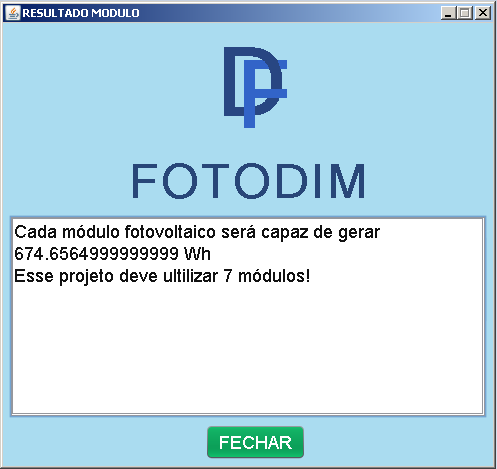 RESULTADO MODULO
DF
FOTODIM
Cada módulo fotovoltaico será capaz de gerar
674.6564999999999 Wh
Esse projeto deve ultilizar 7 módulos!
FECHAR